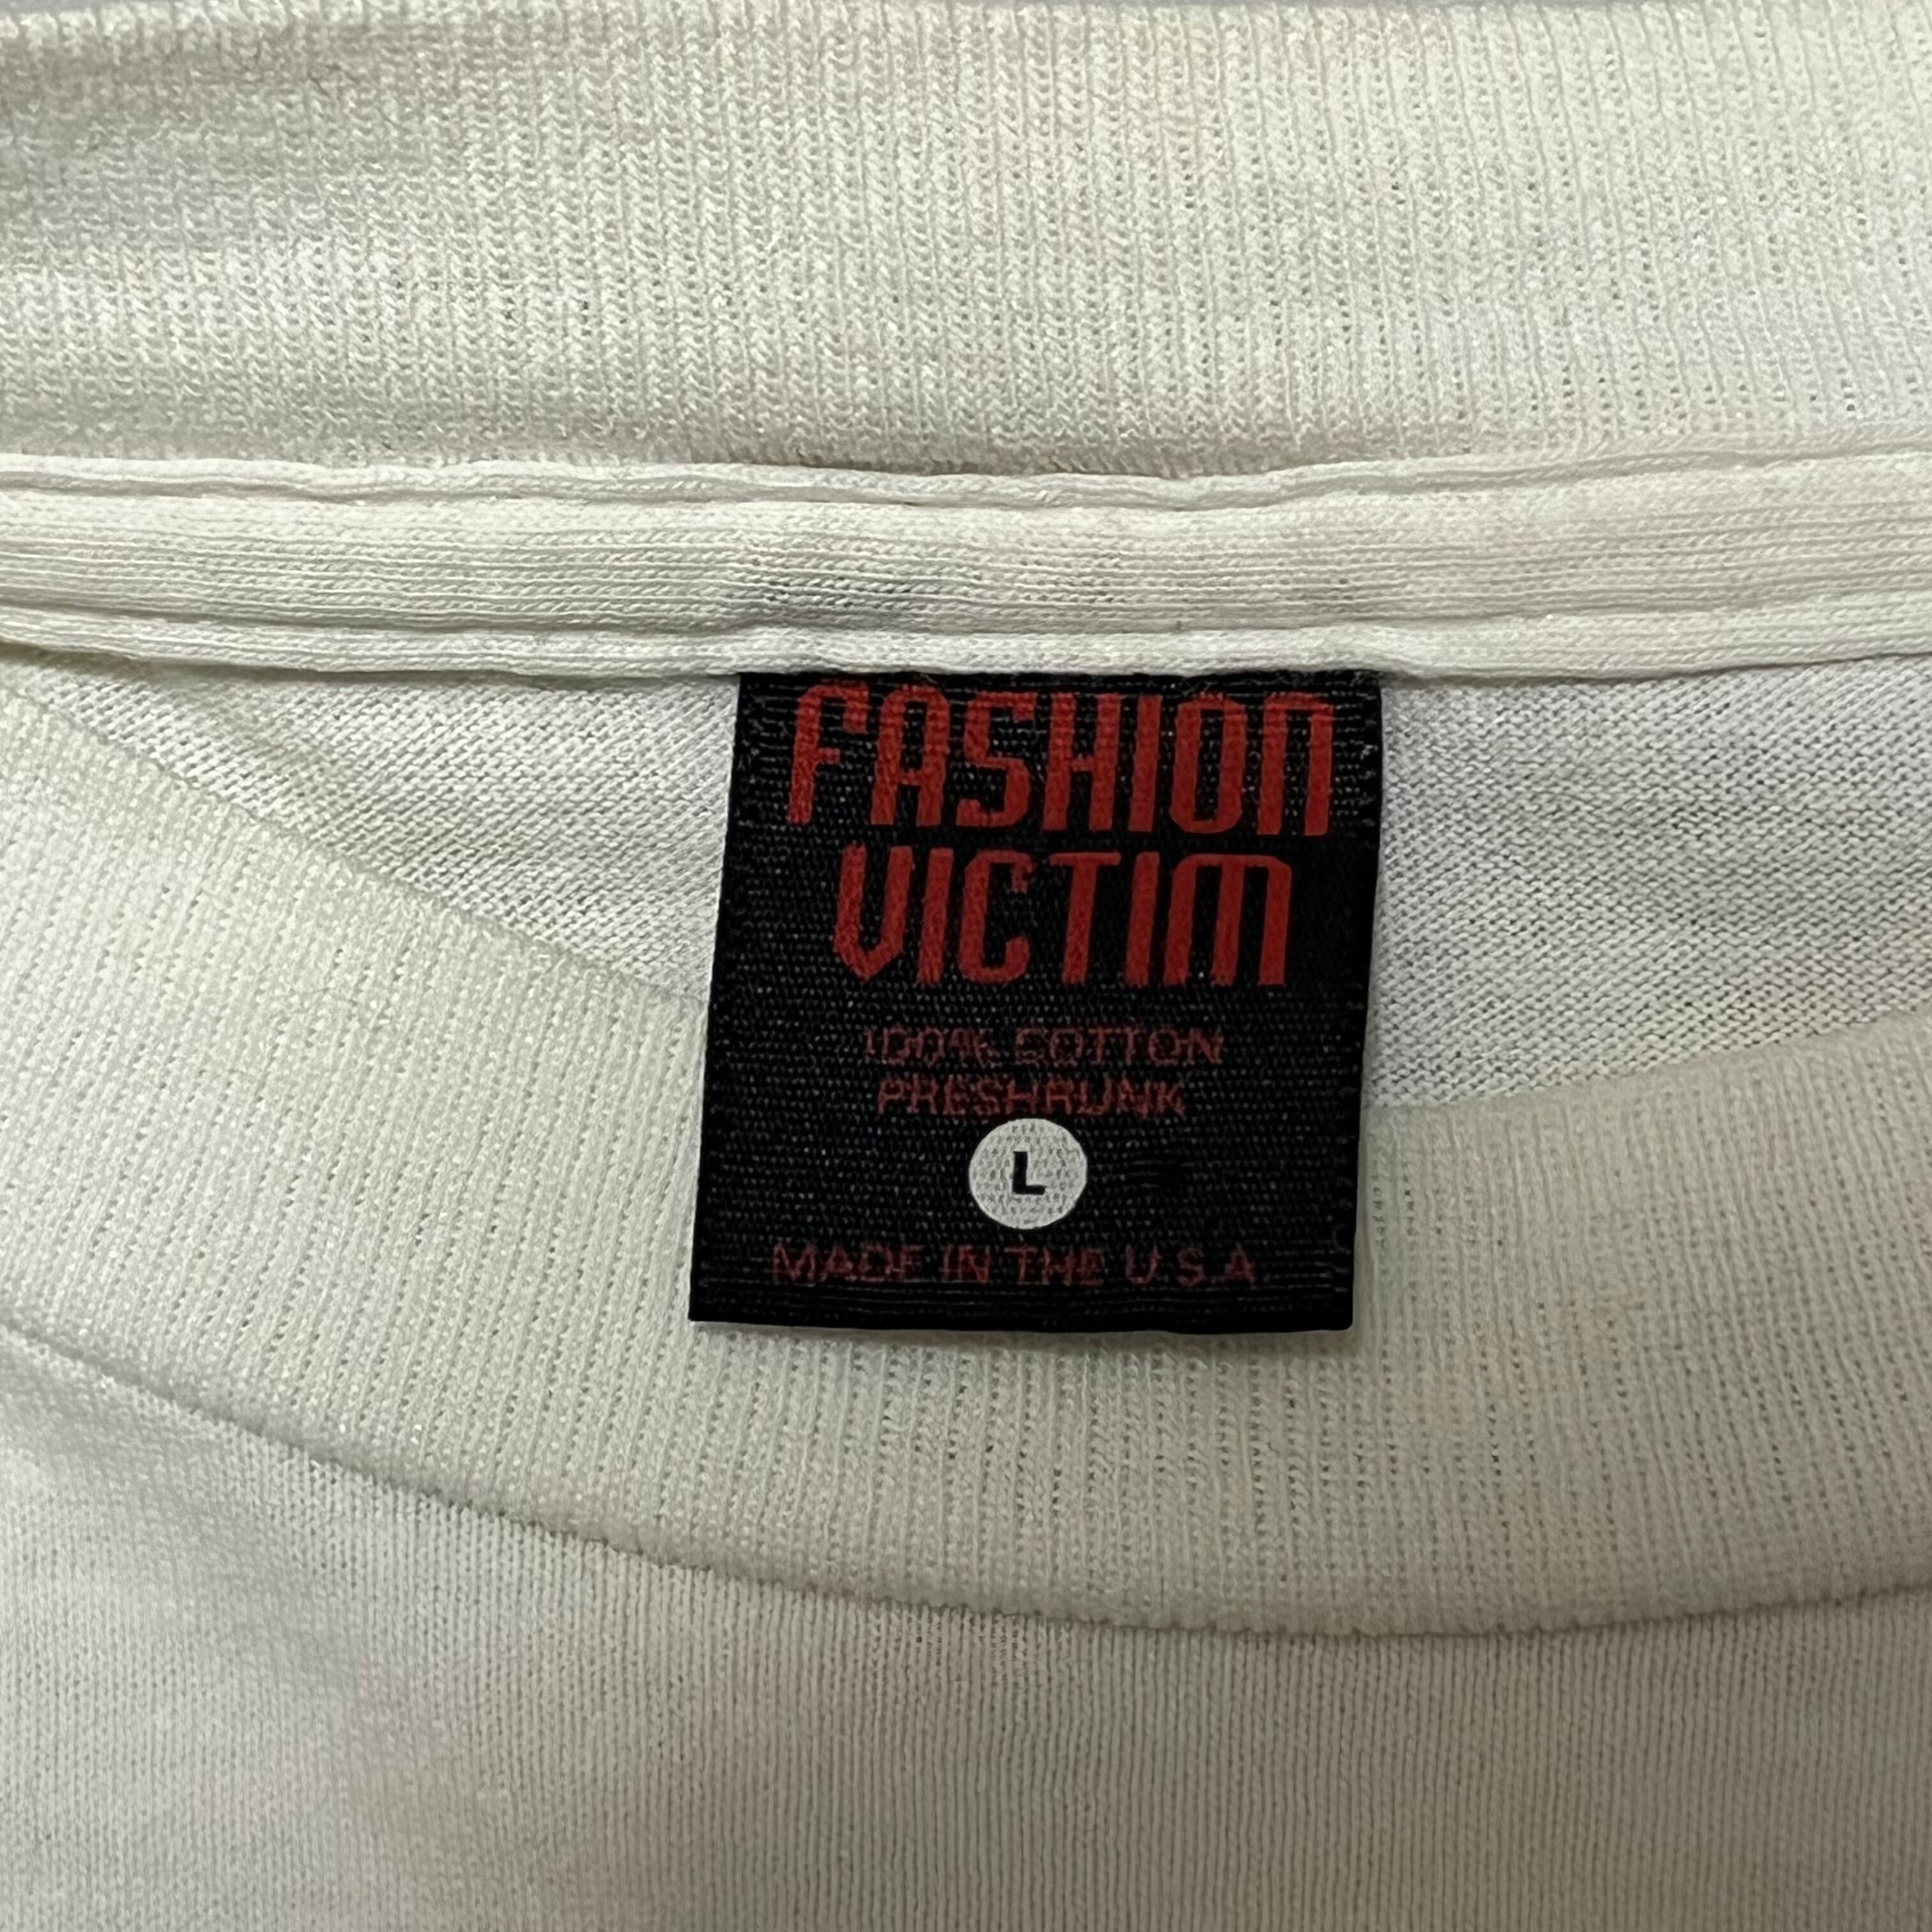 FASHION
VICTIM
100% COTTON
PRESHRUNK
L
MADE IN THE U.S.A